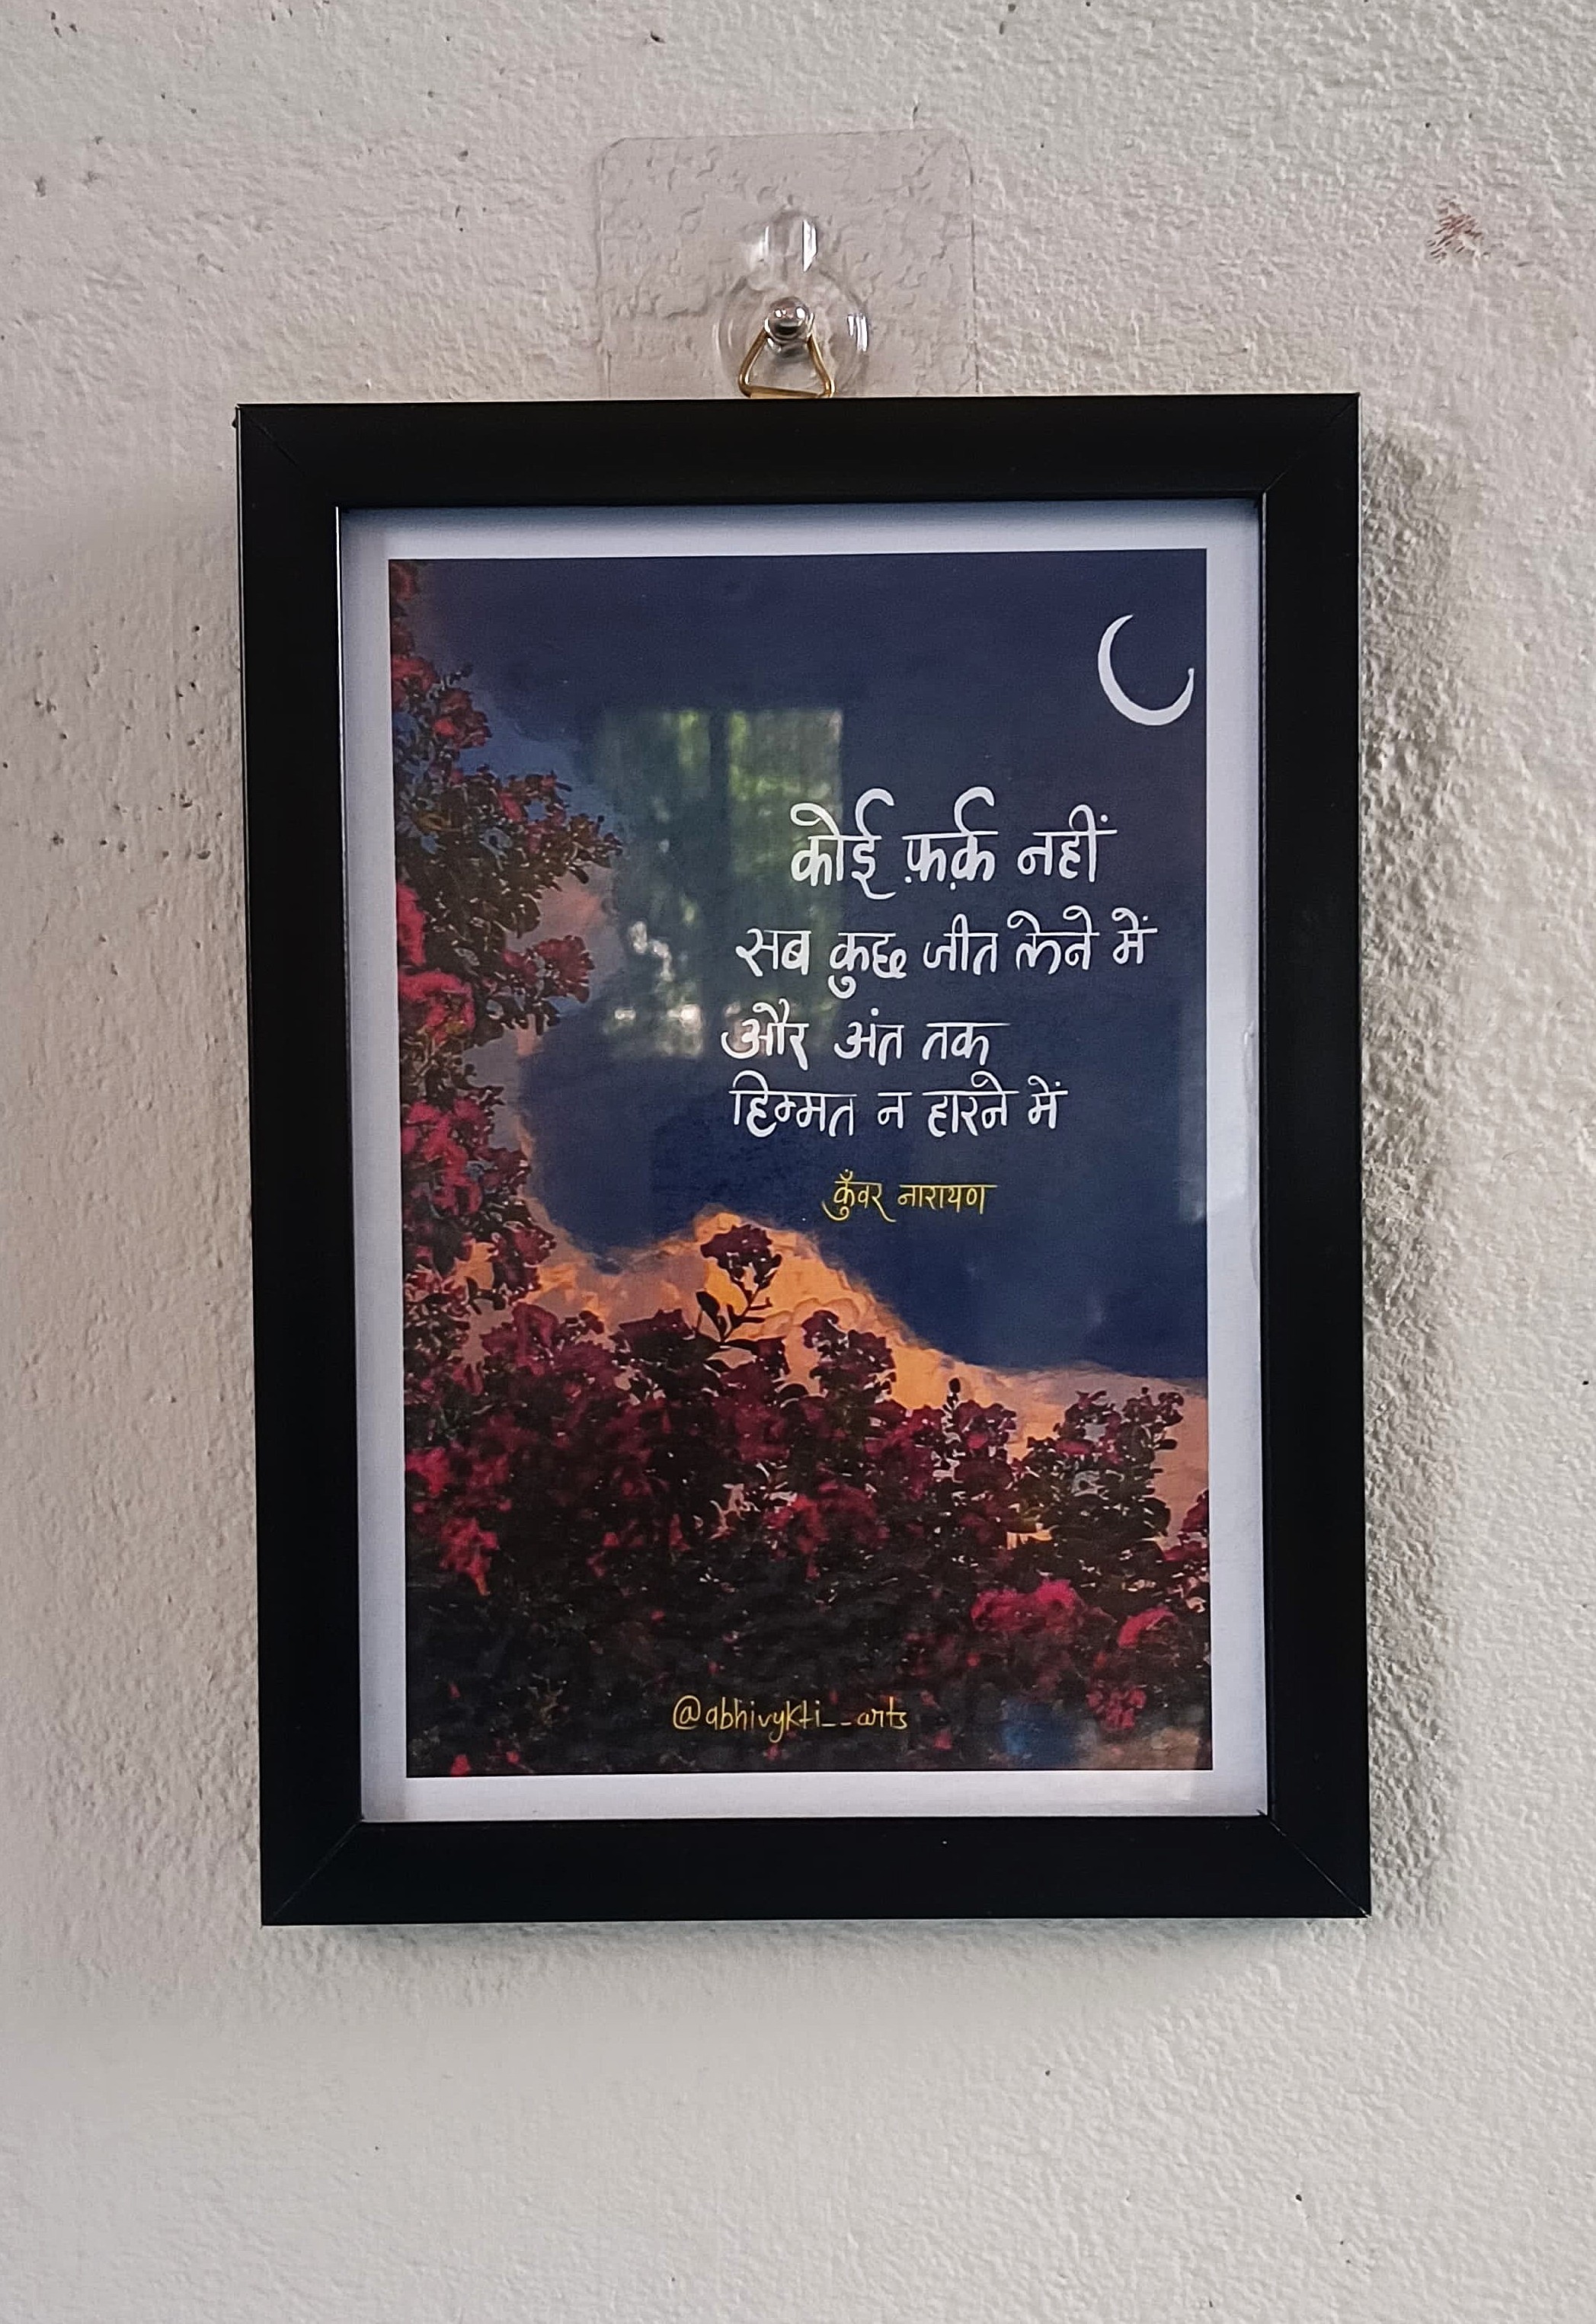 कोई फ़र्क़ नहीं
सब कुछ जीत लेने में
और अंत तक
हिम्मत न हारने में
कुँवर नारायण
@abhivykti__arts